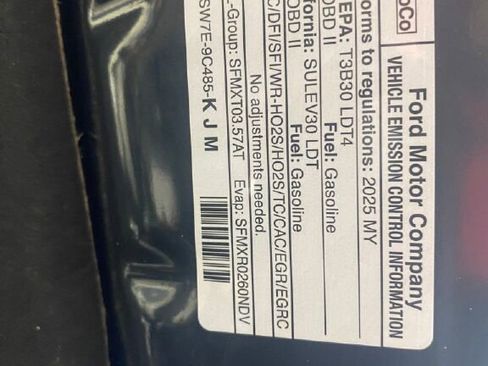 oCo
Ford Motor Company
VEHICLE EMISSION CONTROL INFORMATION
orms to regulations: 2025 MY
EPA: T3B30 LDT4 Fuel: Gasoline
OBD II
fornia: SULEV30 LDT Fuel: Gasoline
OBD II
C/DFI/SFI/WR-HO2S/HO2S/TC/CAC/EGR/EGRC
No adjustments needed.
-Group: SFMXT03.57AT Evap: SFMXR0260NDV
SW7E-9C485-K J M